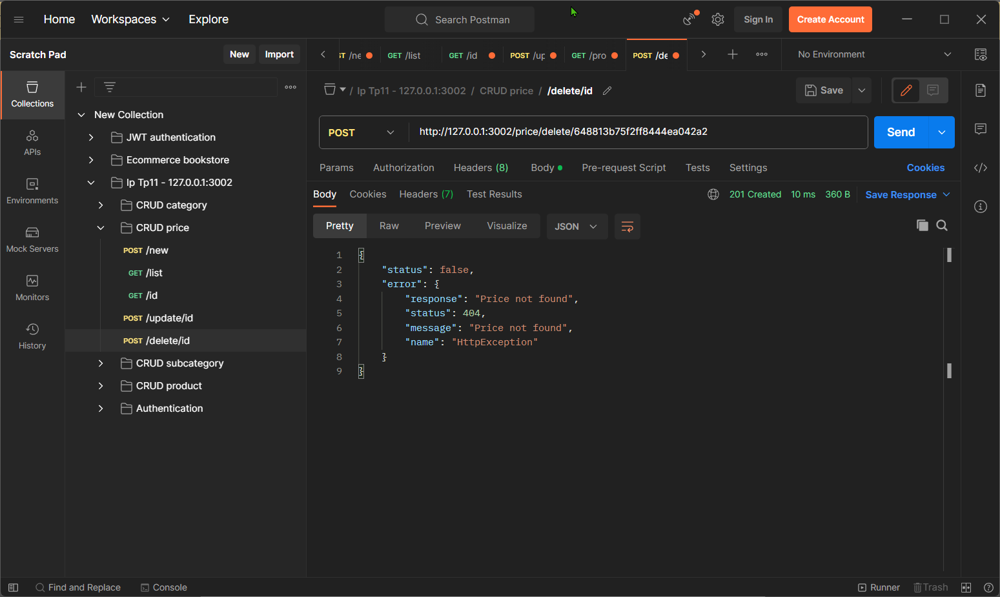 Home Workspaces Explore Search Postman Sign In Create Account
Scratch Pad New Import
/ne GET /list GET /id POST /up GET /pro POST /de No Environment
Collections
APIs
Environments
Mock Servers
Monitors
History
New Collection
JWT authentication
Ecommerce bookstore
Ip Tp11 - 127.0.0.1:3002
CRUD category
CRUD price
POST /new
GET /list
GET /id
POST /update/id
POST /delete/id
CRUD subcategory
CRUD product
Authentication
/ Ip Tp11 - 127.0.0.1:3002 / CRUD price / /delete/id Save
POST http://127.0.0.1:3002/price/delete/648813b75f2ff8444ea042a2 Send
Params Authorization Headers (8) Body Pre-request Script Tests Settings Cookies
Body Cookies Headers (7) Test Results 201 Created 10 ms 360 B Save Response
Pretty Raw Preview Visualize JSON
1 {
2 "status": false,
3 "error": {
4 "response": "Price not found",
5 "status": 404,
6 "message": "Price not found",
7 "name": "HttpException"
8 }
9 }
Find and Replace Console Runner Trash